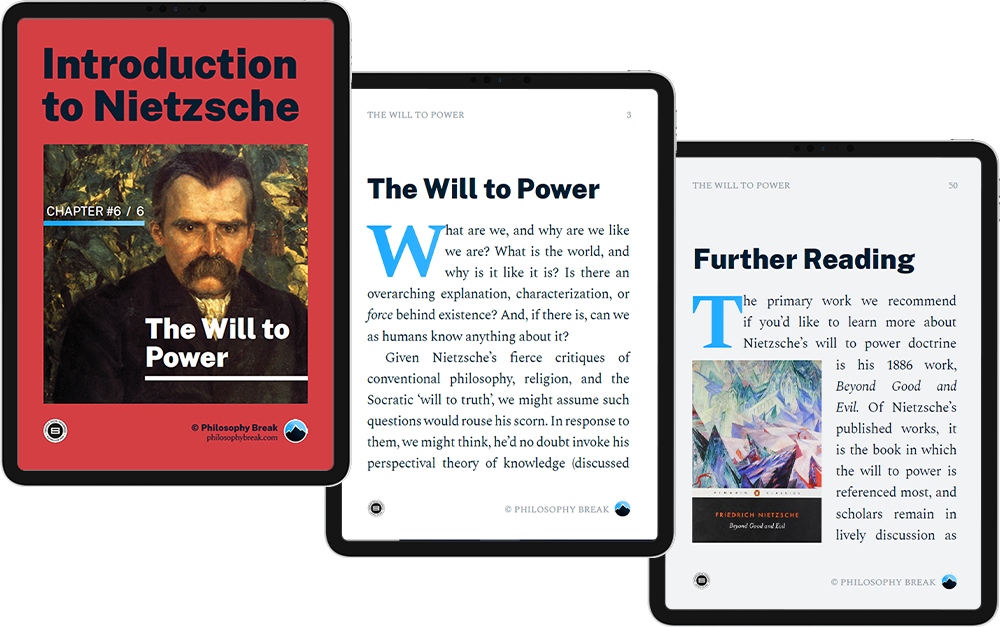 Introduction
to Nietzsche
CHAPTER #6 / 6
The Will to
Power
© Philosophy Break
philosophybreak.com
THE WILL TO POWER 3
The Will to Power
What are we, and why are we like
we are? What is the world, and
why is it like it is? Is there an
overarching explanation, characterization, or
force behind existence? And, if there is, can we
as humans know anything about it?
Given Nietzsche’s fierce critiques of
conventional philosophy, religion, and the
Socratic ‘will to truth’, we might assume such
questions would rouse his scorn. In response to
them, we might think, he’d no doubt invoke his
perspectival theory of knowledge (discussed
© PHILOSOPHY BREAK
THE WILL TO POWER 50
Further Reading
The primary work we recommend
if you’d like to learn more about
Nietzsche’s will to power doctrine
is his 1886 work,
Beyond Good and
Evil. Of Nietzsche’s
published works, it
is the book in which
the will to power is
referenced most, and
scholars remain in
lively discussion as
PENGUIN CLASSICS
FRIEDRICH NIETZSCHE
Beyond Good and Evil
© PHILOSOPHY BREAK